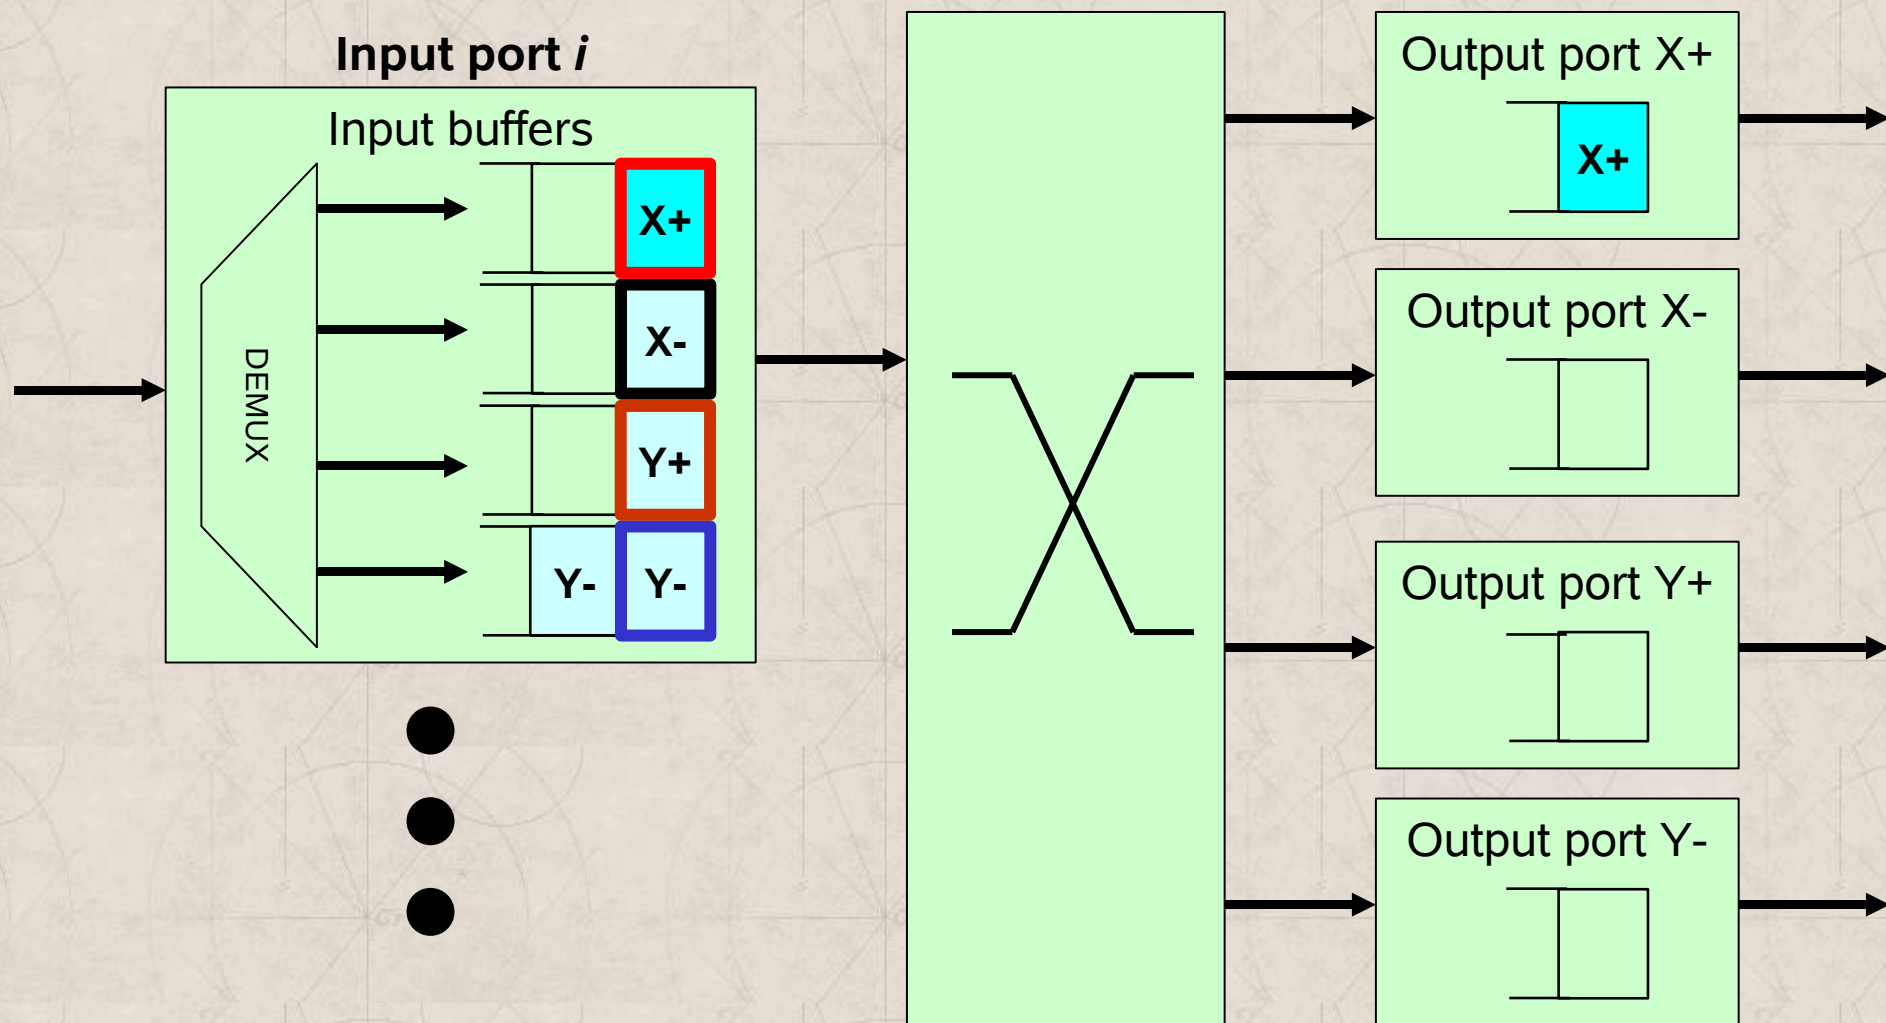 Input port i
Input buffers
DEMUX
X+
X-
Y+
Y- Y-
Output port X+
X+
Output port X-
Output port Y+
Output port Y-